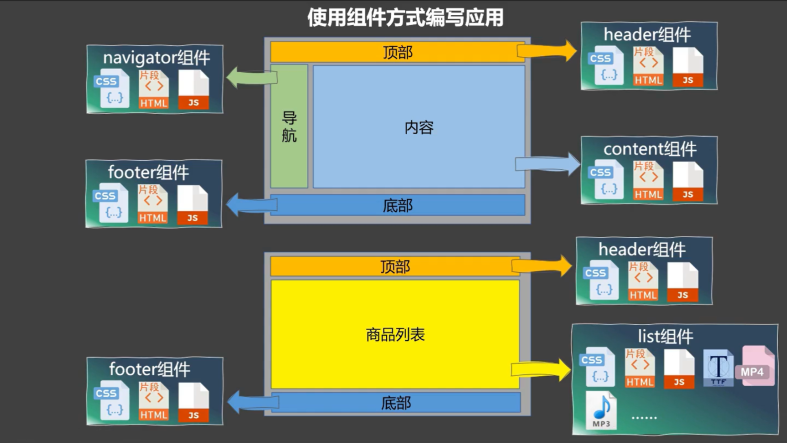 使用组件方式编写应用
navigator组件
CSS
{...}
片段
HTML
JS
顶部
导航
内容
底部
header组件
CSS
{...}
片段
HTML
JS
footer组件
CSS
{...}
片段
HTML
JS
content组件
CSS
{...}
片段
HTML
JS
顶部
商品列表
底部
header组件
CSS
{...}
片段
HTML
JS
footer组件
CSS
{...}
片段
HTML
JS
list组件
CSS
{...}
片段
HTML
JS
T
TTF
MP4
MP3
......